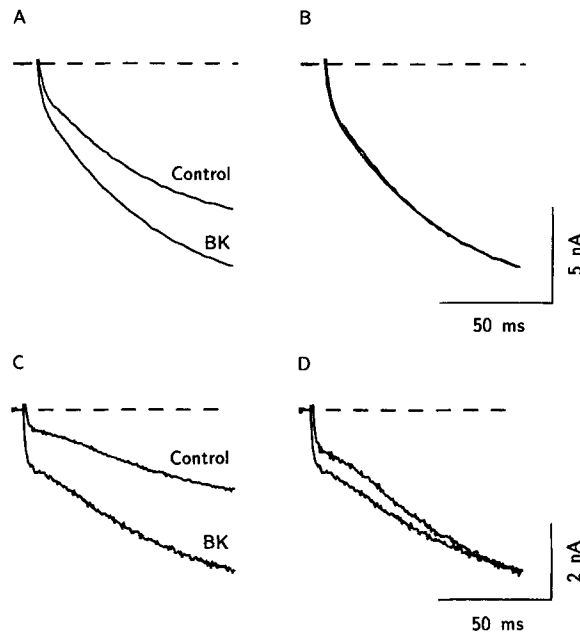 A
B
Control
BK
5 nA
50 ms
C
D
Control
BK
2 nA
50 ms